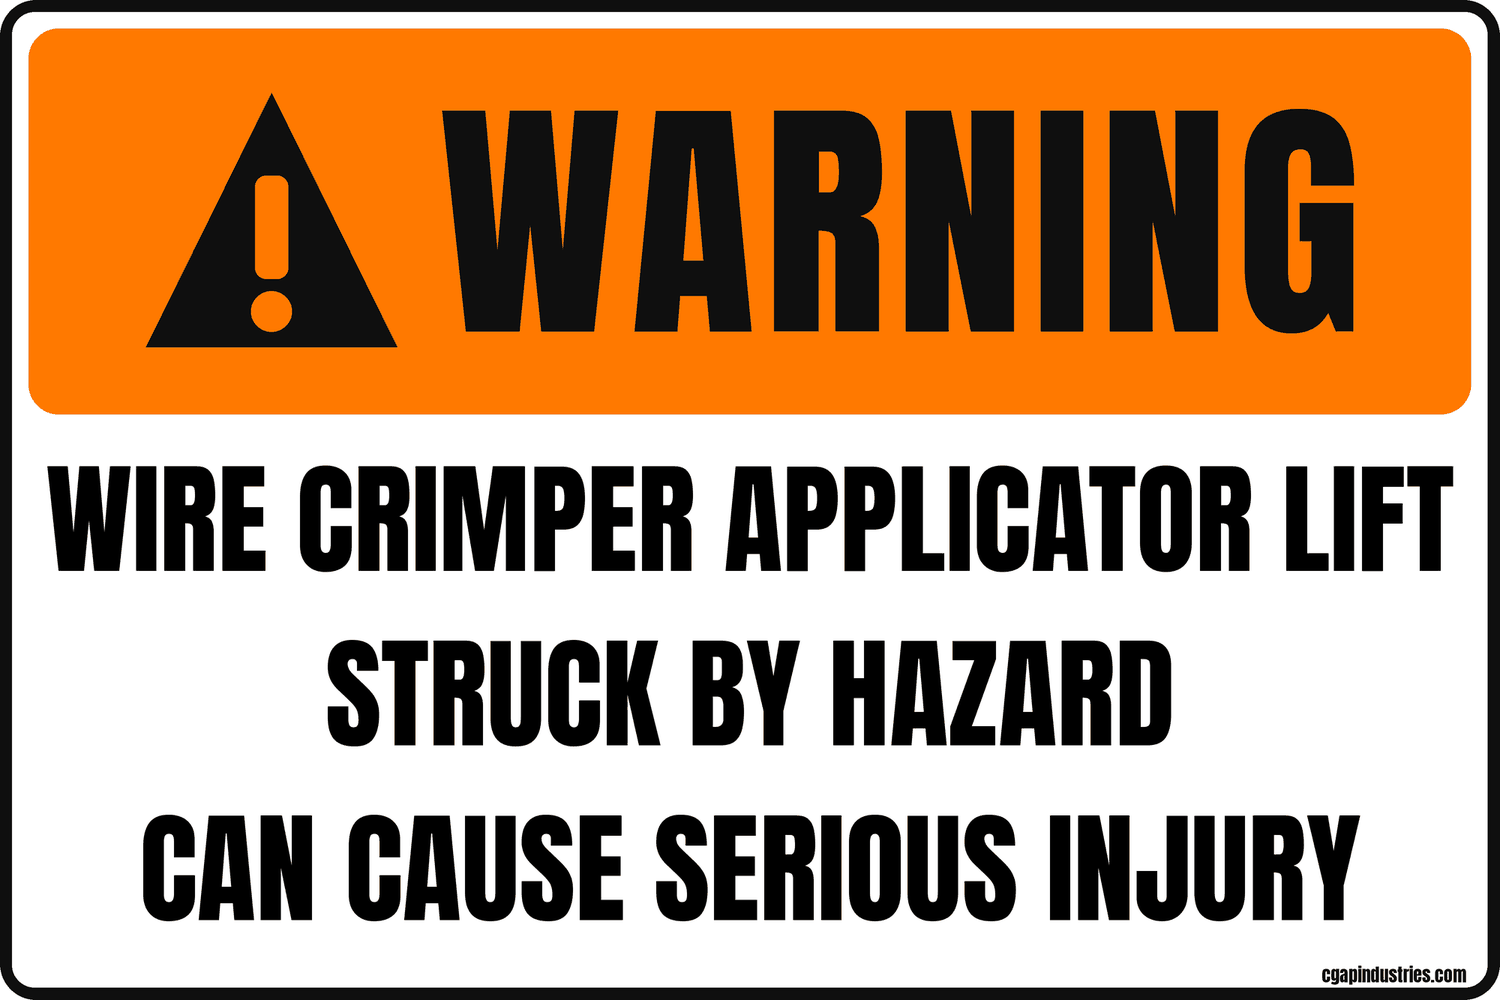 WARNING
WIRE CRIMPER APPLICATOR LIFT
STRUCK BY HAZARD
CAN CAUSE SERIOUS INJURY
cgapindustries.com